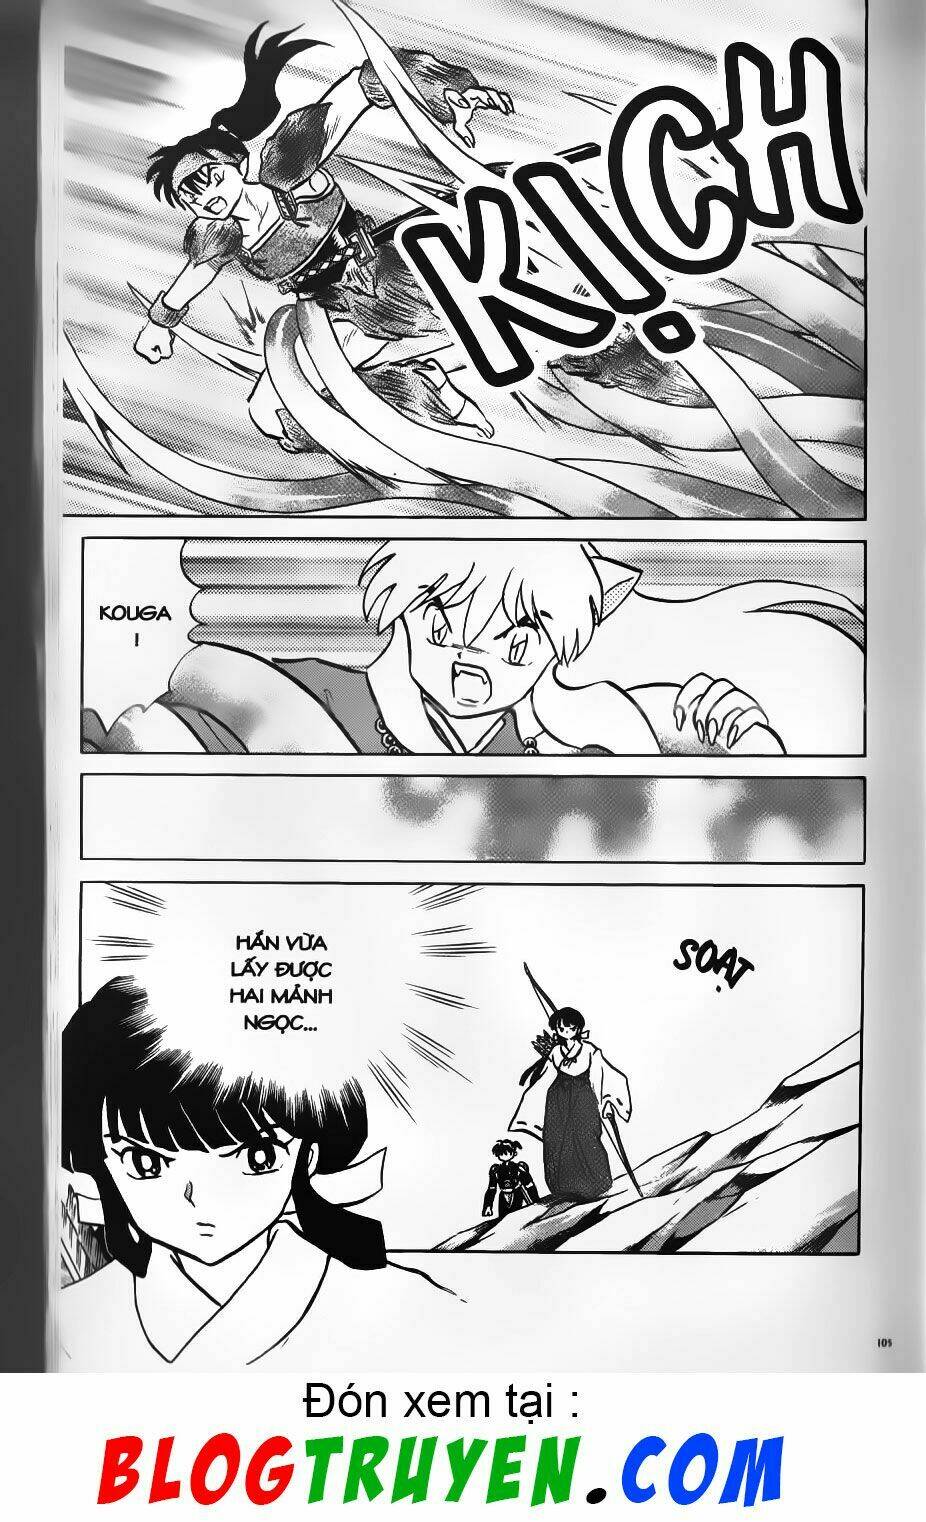 KỊCH
KOUGA
!
HẮN VỪA
LẤY ĐƯỢC
HAI MẢNH
NGỌC...
SOẠT
105
Đón xem tại :
BLOGTRUYEN.COM